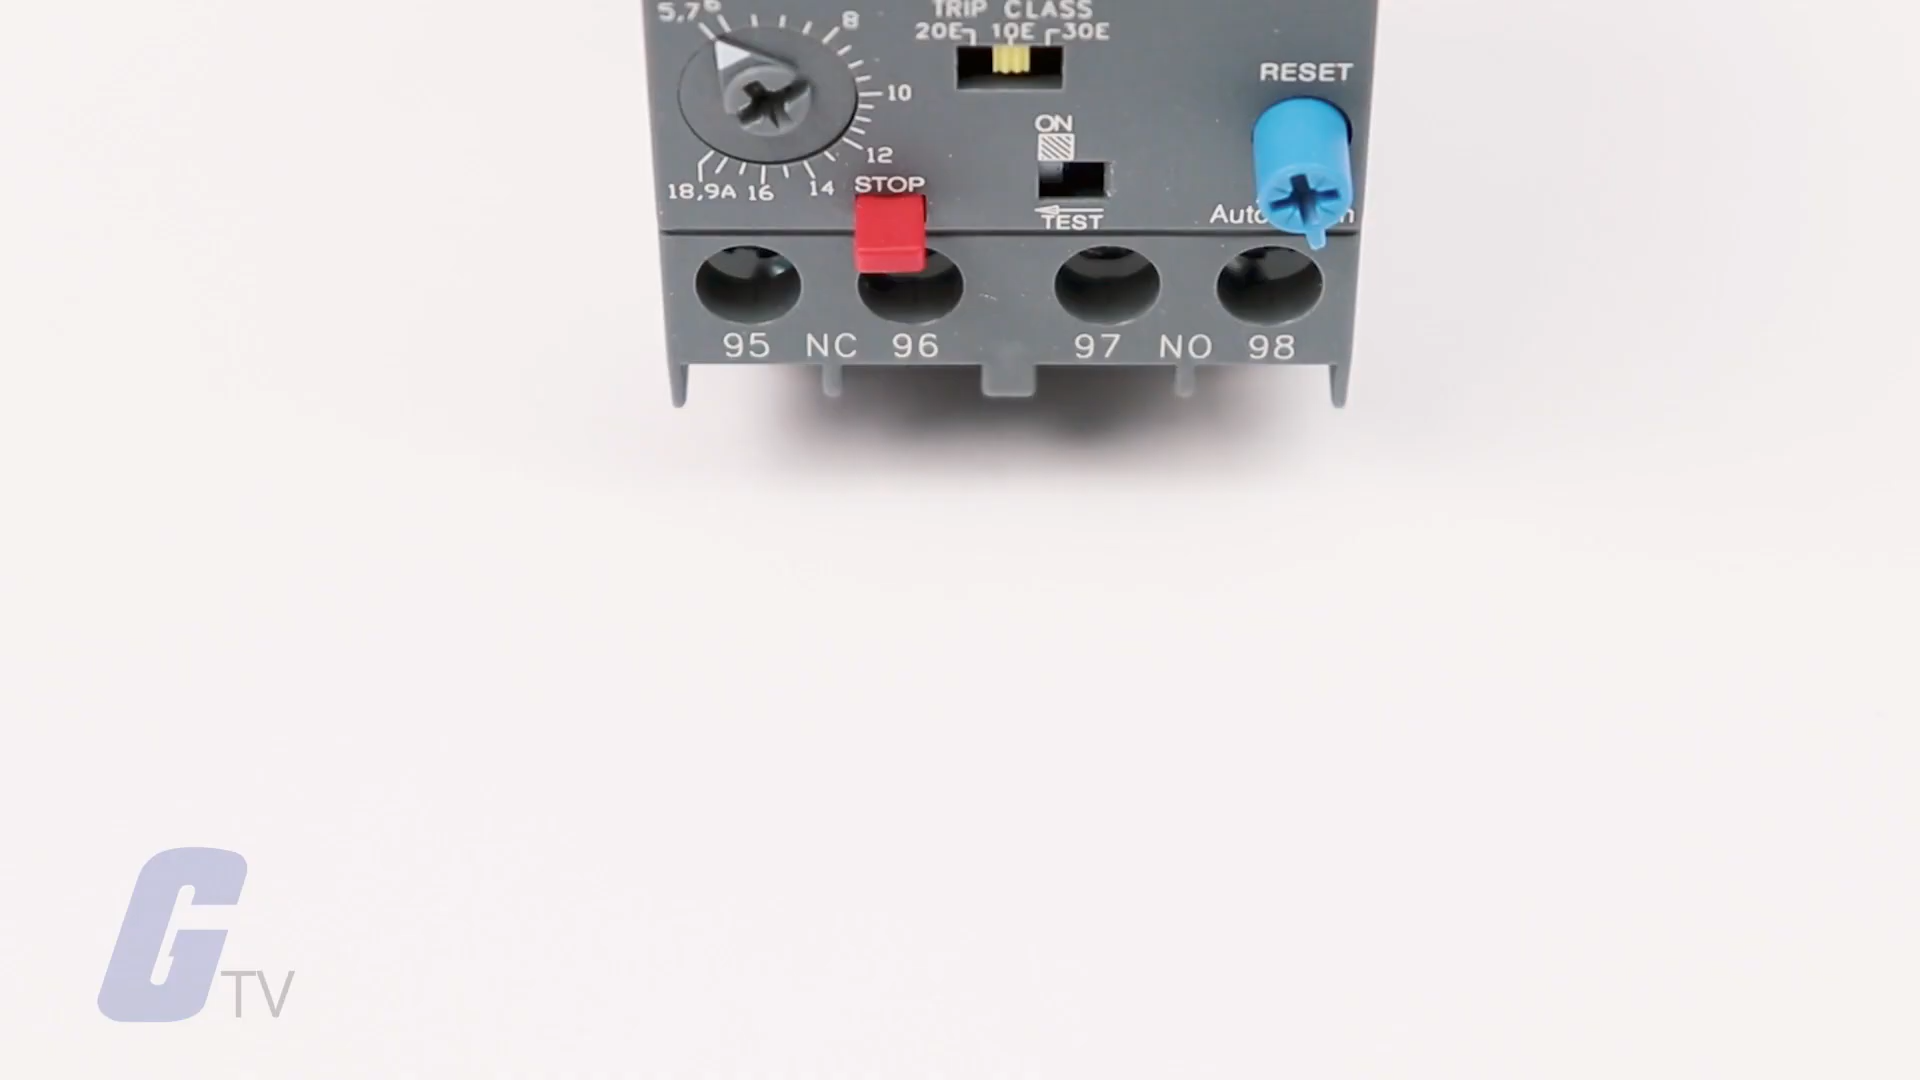 TRIP CLASS
20E 10E 30E
5,7 6 8
10
12
14
16
18,9A
STOP
ON
TEST
RESET
95 NC 96 97 NO 98
G TV